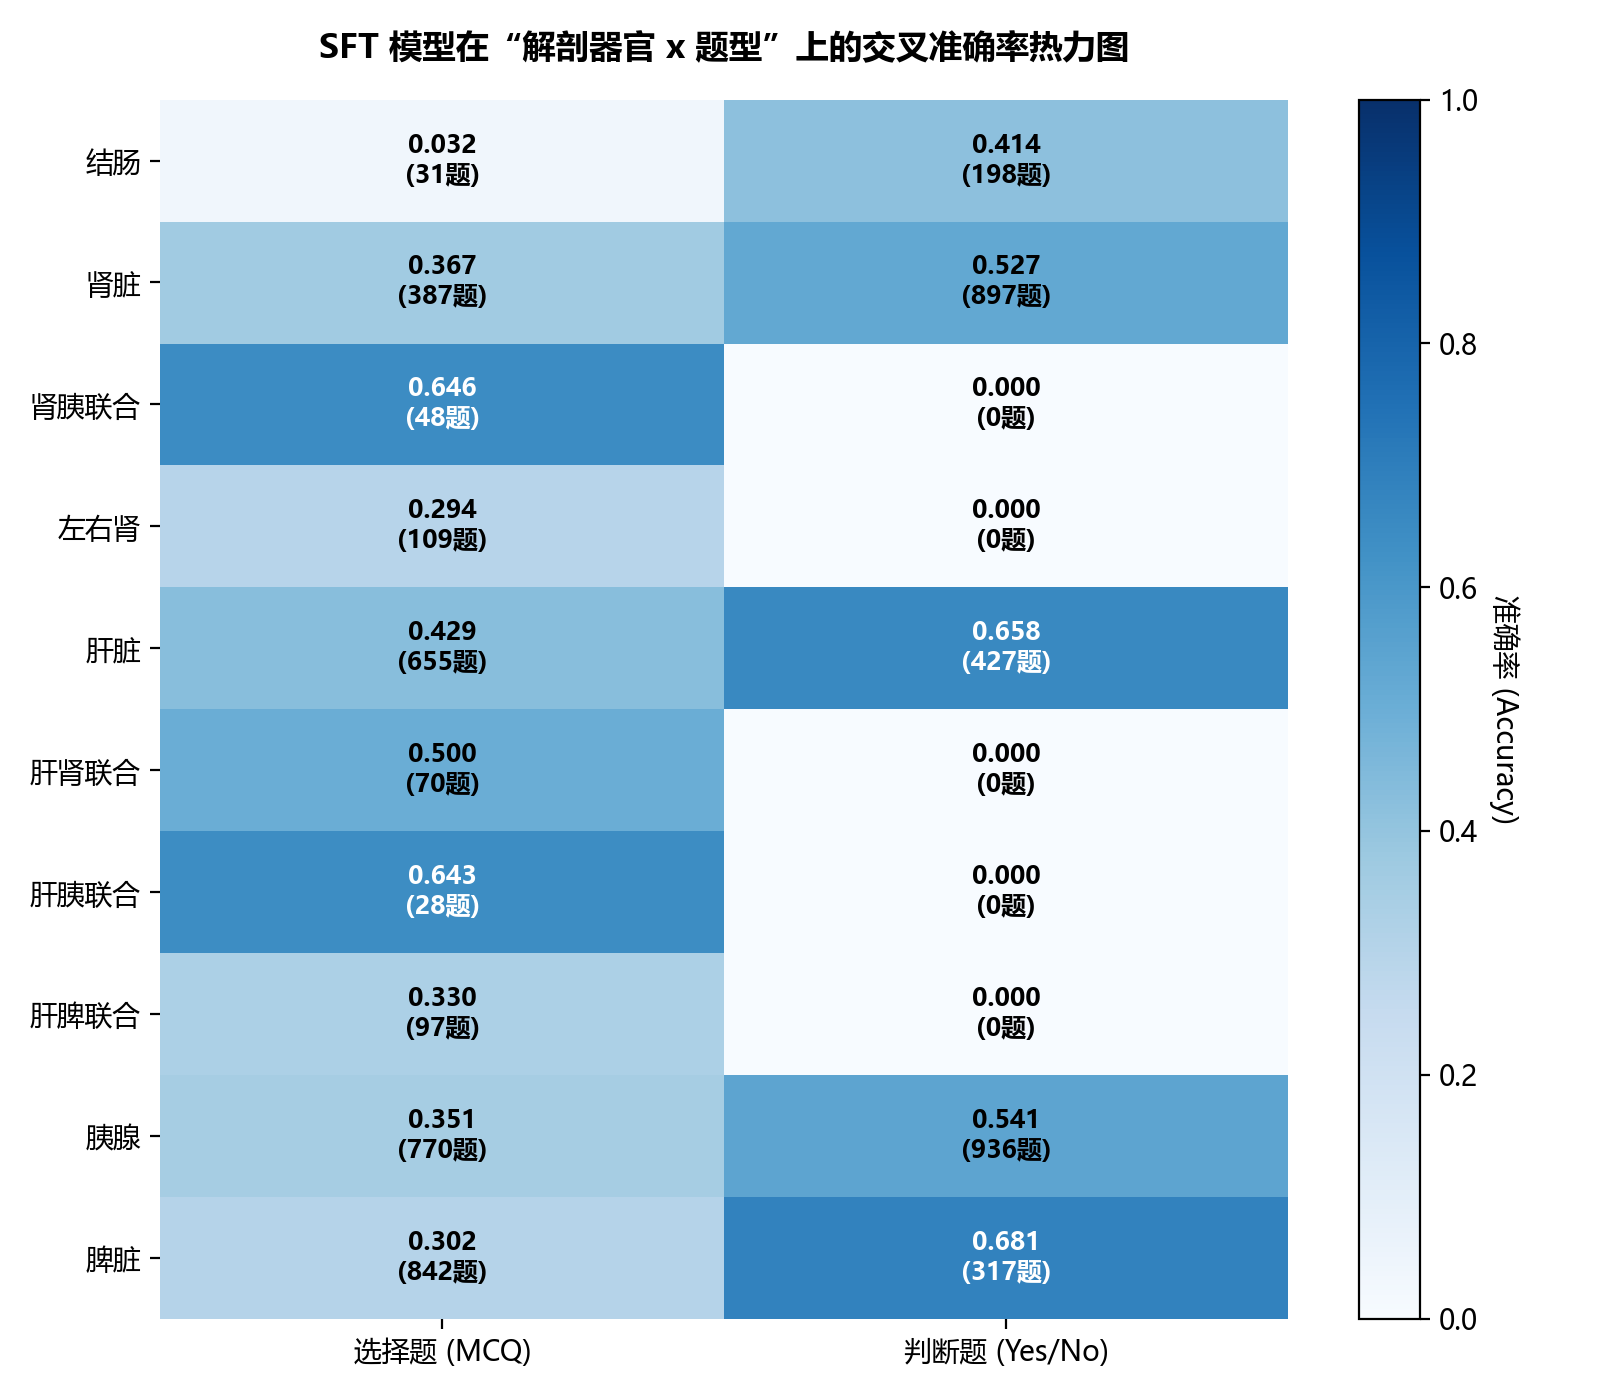 SFT 模型在“解剖器官 x 题型”上的交叉准确率热力图
结肠
0.032
(31题)
0.414
(198题)
肾脏
0.367
(387题)
0.527
(897题)
肾胰联合
0.646
(48题)
0.000
(0题)
左右肾
0.294
(109题)
0.000
(0题)
肝脏
0.429
(655题)
0.658
(427题)
肝肾联合
0.500
(70题)
0.000
(0题)
肝胰联合
0.643
(28题)
0.000
(0题)
肝脾联合
0.330
(97题)
0.000
(0题)
胰腺
0.351
(770题)
0.541
(936题)
脾脏
0.302
(842题)
0.681
(317题)
选择题 (MCQ)
判断题 (Yes/No)
1.0
0.8
0.6
0.4
0.2
0.0
准确率 (Accuracy)